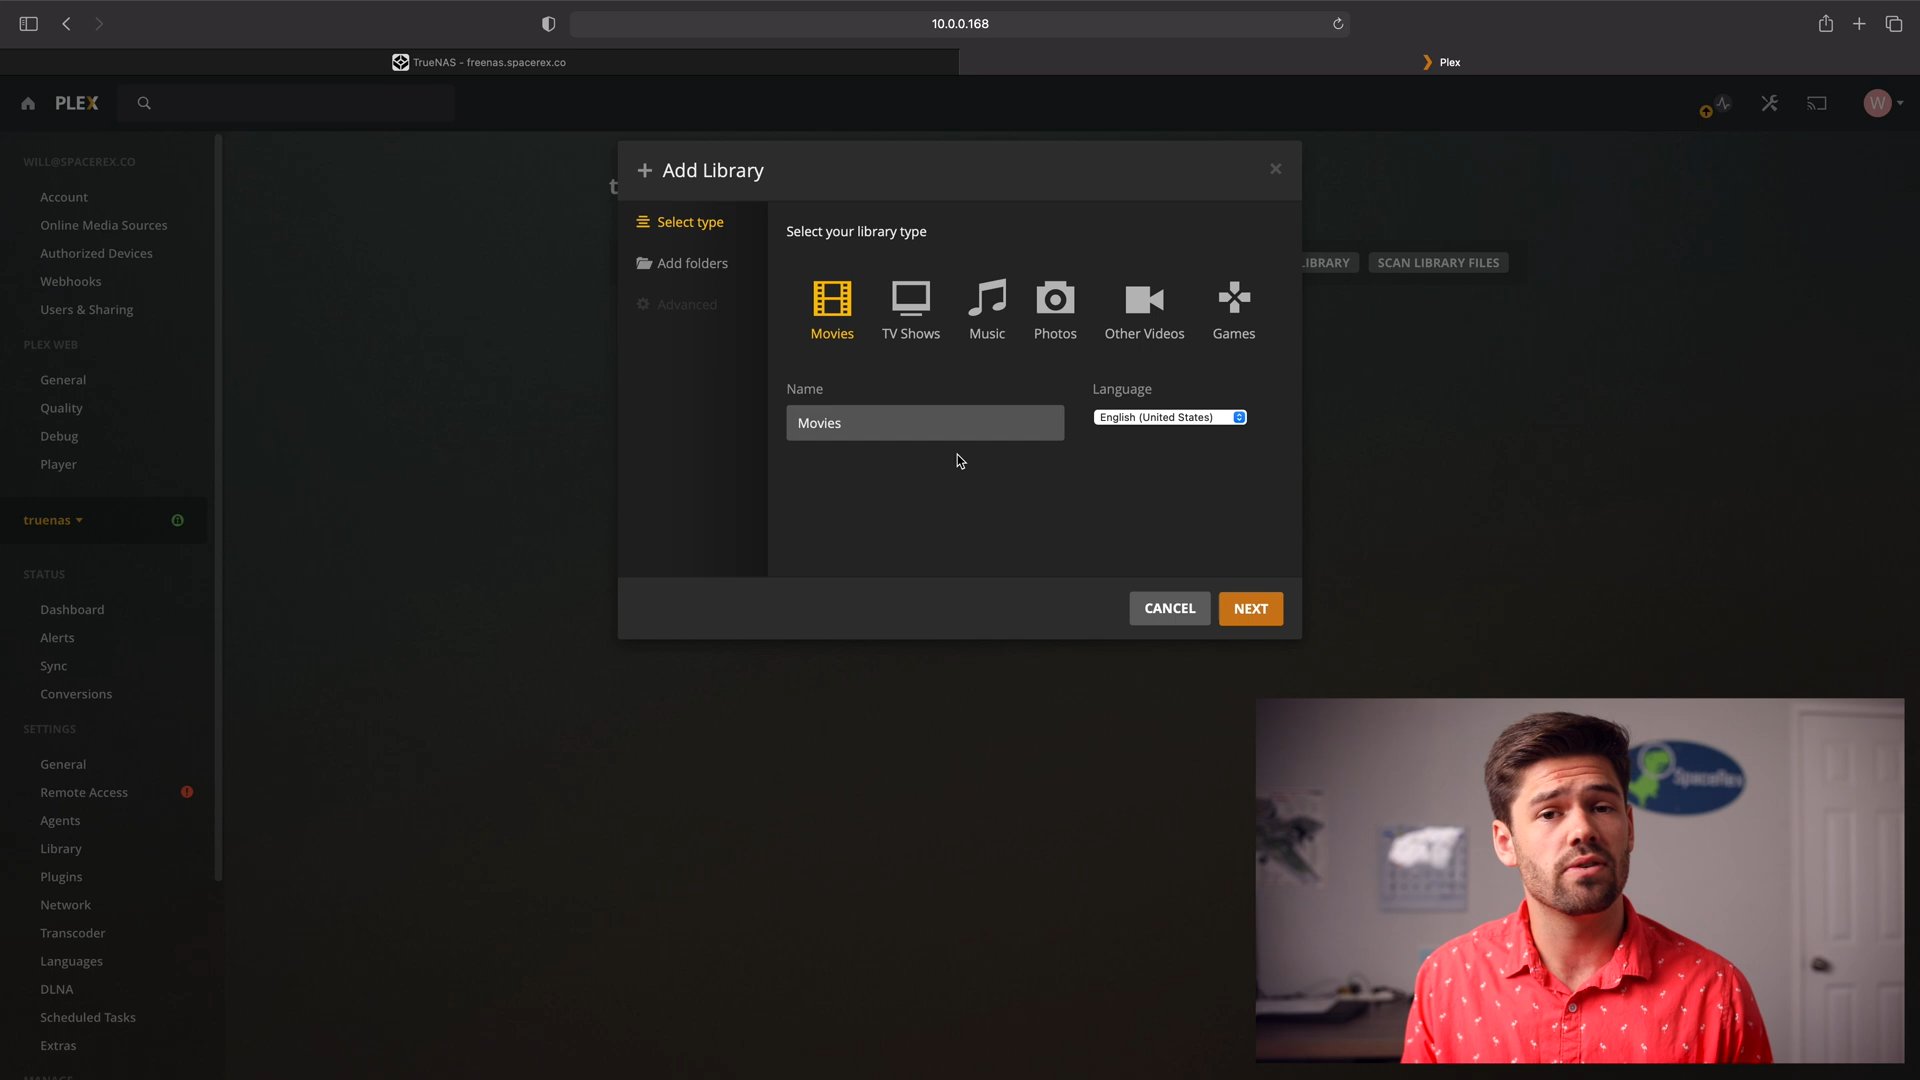 10.0.0.168
TrueNAS - freenas.spacerex.co
Plex
PLEX
W
WILL@SPACEREX.CO
Account
Online Media Sources
Authorized Devices
Webhooks
Users & Sharing
PLEX WEB
General
Quality
Debug
Player
truenas
STATUS
Dashboard
Alerts
Sync
Conversions
SETTINGS
General
Remote Access
Agents
Library
Plugins
Network
Transcoder
Languages
DLNA
Scheduled Tasks
Extras
MANAGE
t
LIBRARY
SCAN LIBRARY FILES
Add Library
Select type
Add folders
Advanced
Select your library type
Movies
TV Shows
Music
Photos
Other Videos
Games
Name
Language
Movies
English (United States)
CANCEL
NEXT
SpaceRex